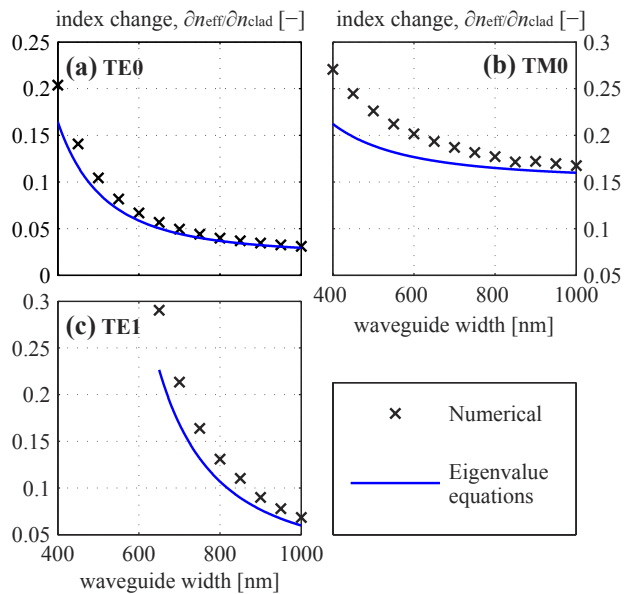 index change, ∂neff/∂nclad [−]
index change, ∂neff/∂nclad [−]
0.25
0.2
0.15
0.1
0.05
0
(a) TE0
0.3
0.25
0.2
0.15
0.1
0.05
(b) TM0
400
600
800
1000
waveguide width [nm]
0.3
0.25
0.2
0.15
0.1
0.05
(c) TE1
400
600
800
1000
waveguide width [nm]
Numerical
Eigenvalue
equations